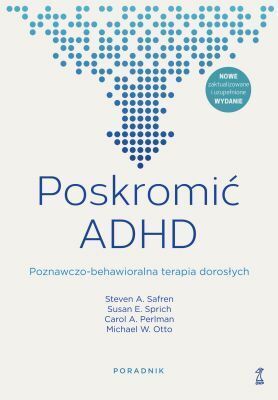 NOWE
zaktualizowane
i uzupełnione
WYDANIE
Poskromić
ADHD
Poznawczo-behawioralna terapia dorosłych
Steven A. Safren
Susan E. Sprich
Carol A. Perlman
Michael W. Otto
PORADNIK
GWP